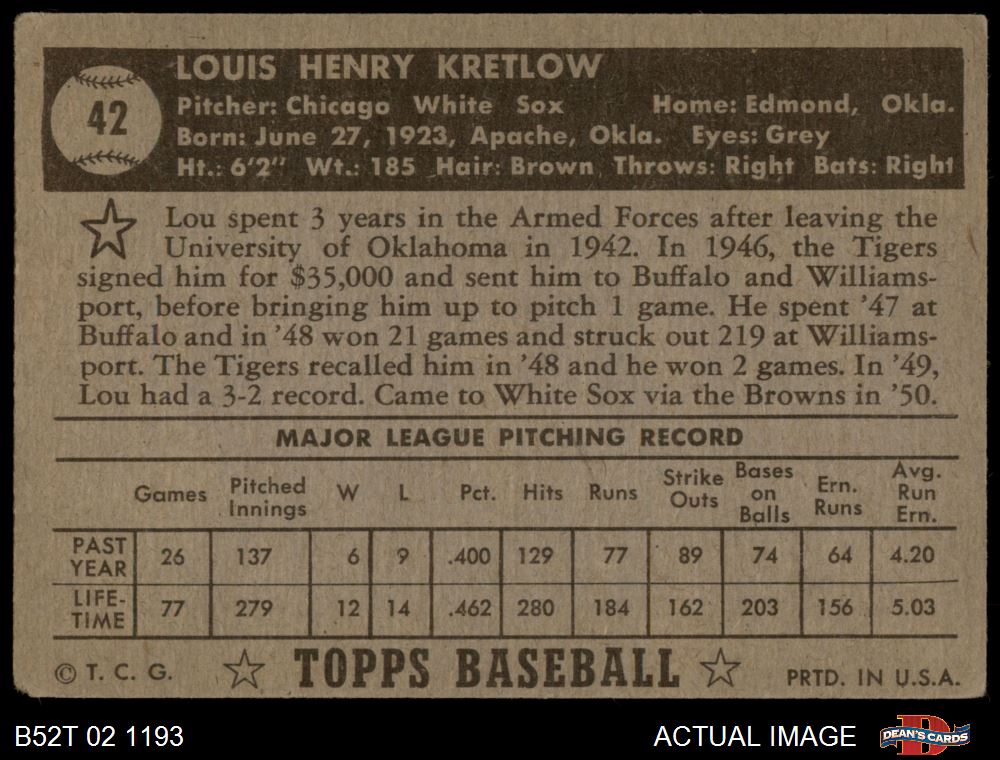 42
LOUIS HENRY KRETLOW
Pitcher: Chicago White Sox Home: Edmond, Okla.
Born: June 27, 1923, Apache, Okla. Eyes: Grey
Ht.: 6'2" Wt.: 185 Hair: Brown Throws: Right Bats: Right
Lou spent 3 years in the Armed Forces after leaving the
University of Oklahoma in 1942. In 1946, the Tigers
signed him for $35,000 and sent him to Buffalo and Williams-
port, before bringing him up to pitch 1 game. He spent '47 at
Buffalo and in '48 won 21 games and struck out 219 at Williams-
port. The Tigers recalled him in '48 and he won 2 games. In '49,
Lou had a 3-2 record. Came to White Sox via the Browns in '50.
MAJOR LEAGUE PITCHING RECORD
Games Pitched Innings W L Pct. Hits Runs Strike Outs Bases on Balls Ern. Runs Avg. Run Ern.
PAST YEAR 26 137 6 9 .400 129 77 89 74 64 4.20
LIFE-TIME 77 279 12 14 .462 280 184 162 203 156 5.03
© T. C. G. TOPPS BASEBALL PRTD. IN U.S.A.
B52T 02 1193 ACTUAL IMAGE DEAN'S CARDS